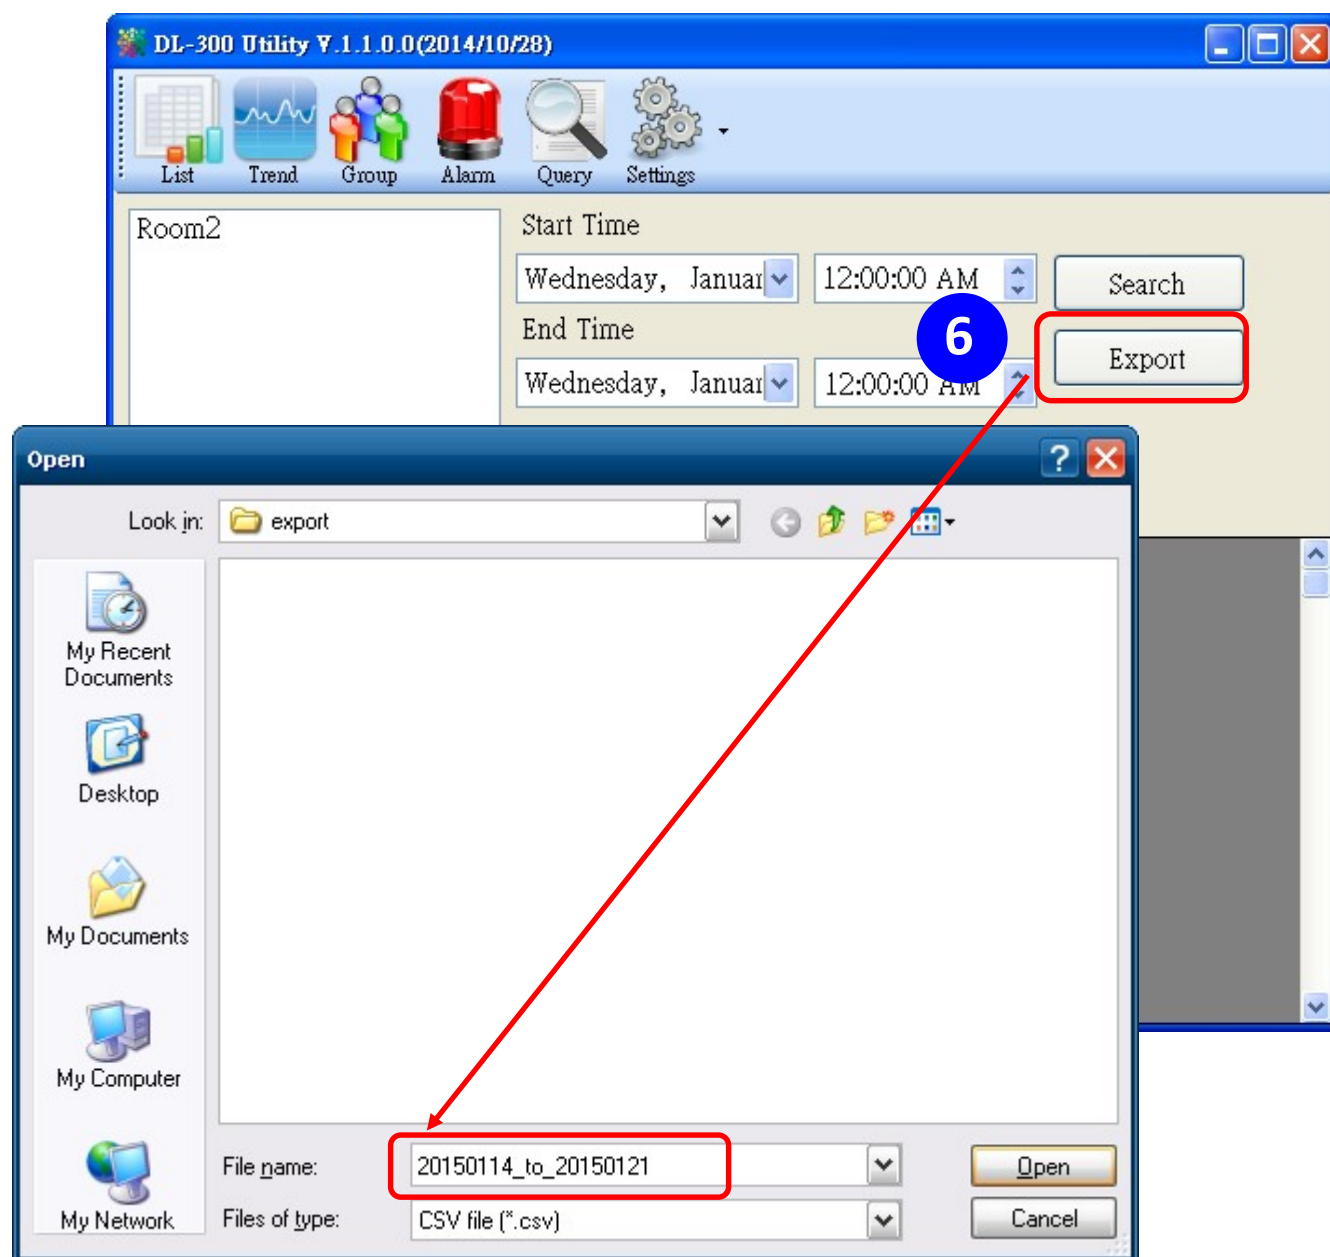 DL-300 Utility V.1.1.0.0(2014/10/28)
List Trend Group Alarm Query Settings
Room2
Start Time
Wednesday, Januar 12:00:00 AM Search
End Time
6
Wednesday, Januar 12:00:00 AM Export
Open
Look in: export
My Recent
Documents
Desktop
My Documents
My Computer
My Network
File name: 20150114_to_20150121 Open
Files of type: CSV file (*.csv) Cancel